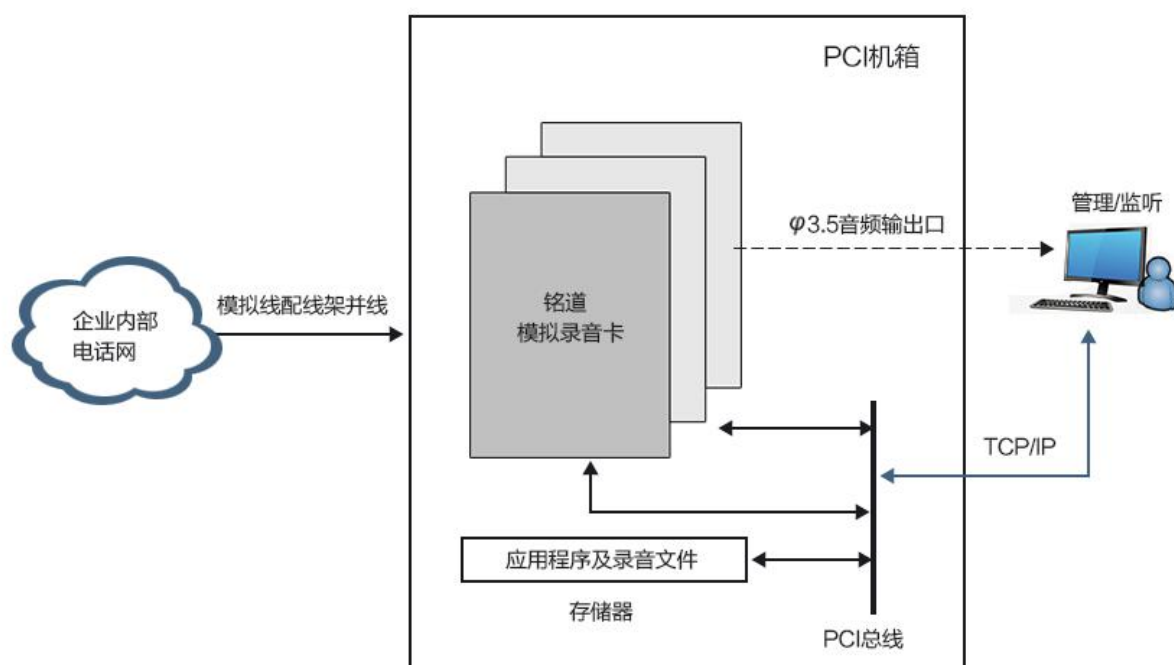 PCI机箱
管理/监听
φ3.5音频输出口
模拟线配线架并线
企业内部
电话网
铭道
模拟录音卡
TCP/IP
应用程序及录音文件
存储器
PCI总线